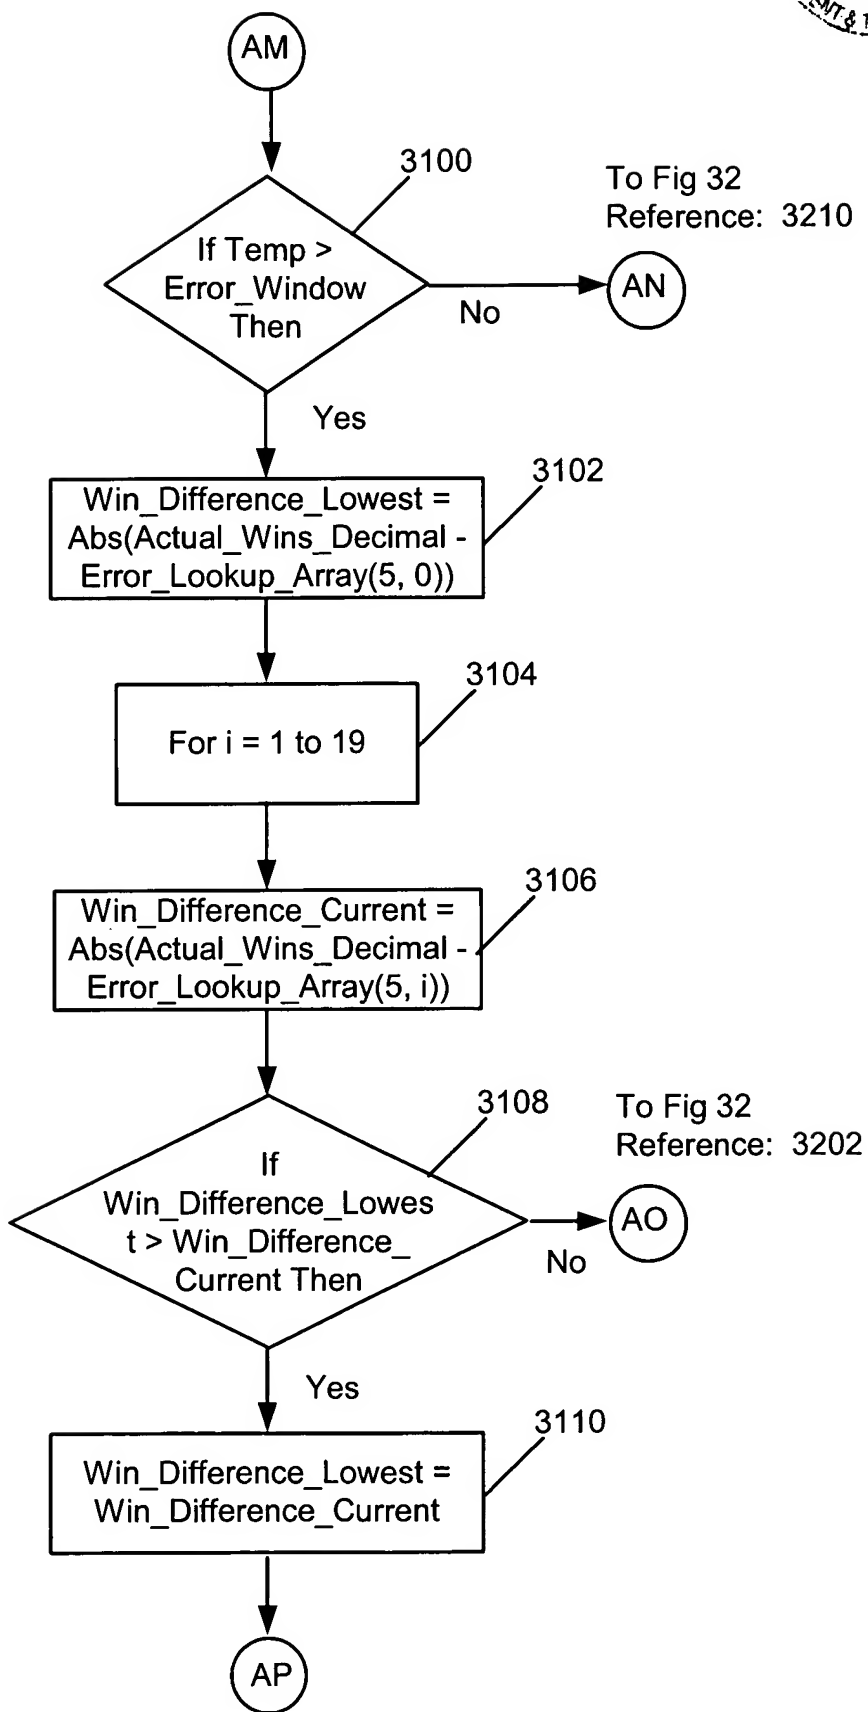 AM
3100
To Fig 32
Reference: 3210
If Temp >
Error_Window
Then
AN
No
Yes
3102
Win_Difference_Lowest =
Abs(Actual_Wins_Decimal -
Error_Lookup_Array(5, 0))
3104
For i = 1 to 19
3106
Win_Difference_Current =
Abs(Actual_Wins_Decimal -
Error_Lookup_Array(5, i))
3108
To Fig 32
Reference: 3202
If
Win_Difference_Lowes
t > Win_Difference_
Current Then
AO
No
Yes
3110
Win_Difference_Lowest =
Win_Difference_Current
AP